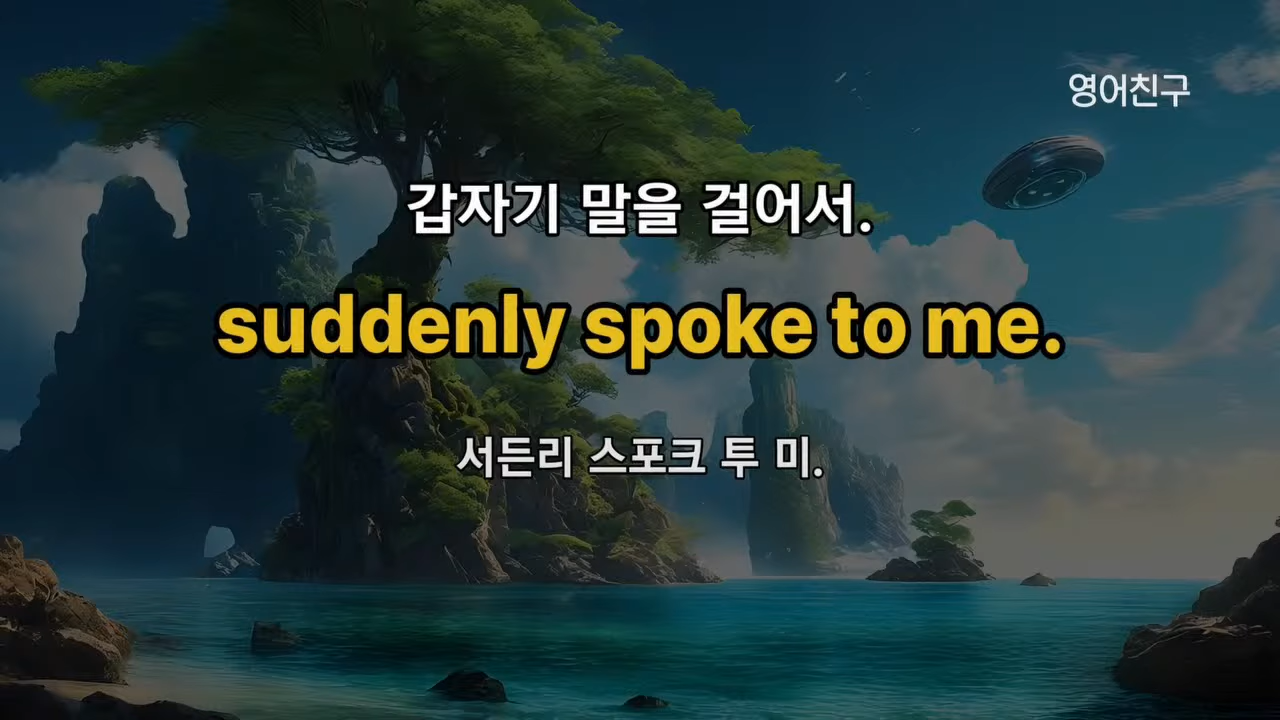 영어친구
갑자기 말을 걸어서.
suddenly spoke to me.
서든리 스포크 투 미.